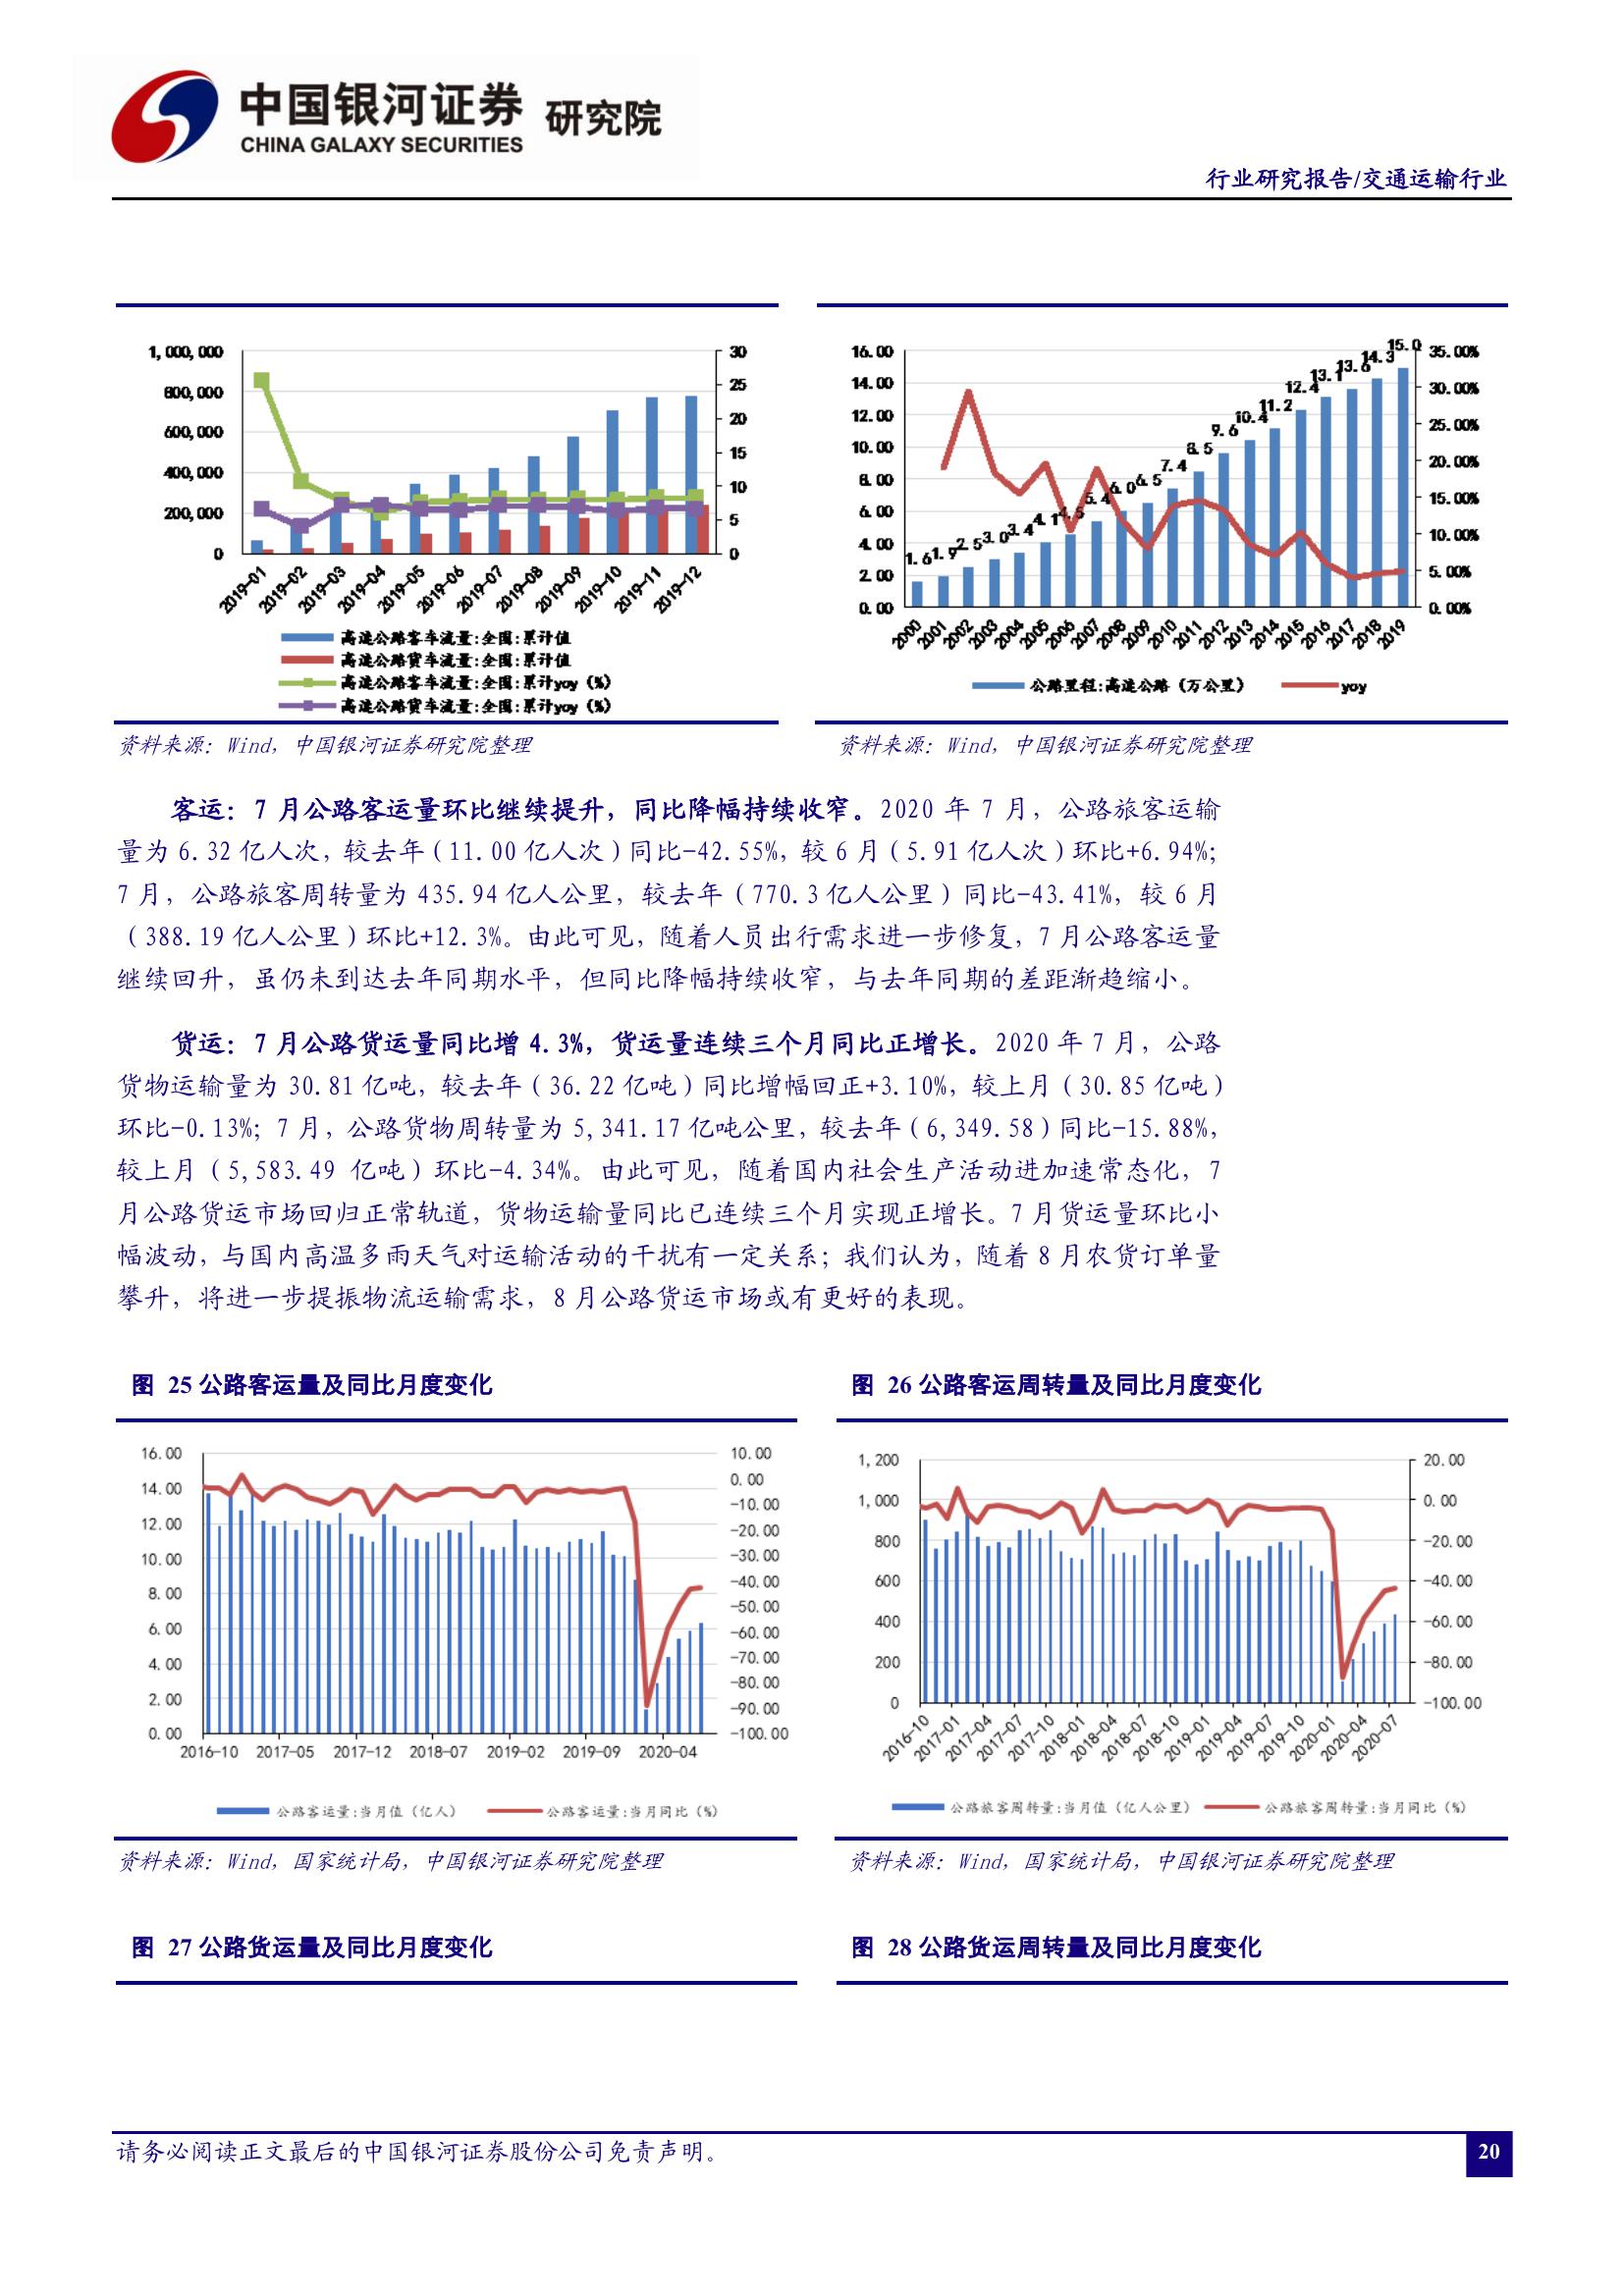 中国银河证券 研究院
CHINA GALAXY SECURITIES
行业研究报告/交通运输行业
1,000,000
800,000
600,000
400,000
200,000
0
30
25
20
15
10
5
0
2019-01 2019-02 2019-03 2019-04 2019-05 2019-06 2019-07 2019-08 2019-09 2019-10 2019-11 2019-12
高速公路客车流量:全国:累计值
高速公路货车流量:全国:累计值
高速公路客车流量:全国:累计yoy（%）
高速公路货车流量:全国:累计yoy（%）
16.00
14.00
12.00
10.00
8.00
6.00
4.00
2.00
0.00
1.6 1.9 2.5 3.0 3.4 4.1 4.5 5.4 6.0 6.5 7.4 8.5 9.6 10.4 11.2 12.4 13.1 13.6 14.3 15.0
35.00%
30.00%
25.00%
20.00%
15.00%
10.00%
5.00%
0.00%
2000 2001 2002 2003 2004 2005 2006 2007 2008 2009 2010 2011 2012 2013 2014 2015 2016 2017 2018 2019
公路里程:高速公路（万公里） yoy
资料来源：Wind，中国银河证券研究院整理
资料来源：Wind，中国银河证券研究院整理
客运：7 月公路客运量环比继续提升，同比降幅持续收窄。2020 年 7 月，公路旅客运输
量为 6.32 亿人次，较去年（11.00 亿人次）同比-42.55%，较 6 月（5.91 亿人次）环比+6.94%；
7 月，公路旅客周转量为 435.94 亿人公里，较去年（770.3 亿人公里）同比-43.41%，较 6 月
（388.19 亿人公里）环比+12.3%。由此可见，随着人员出行需求进一步修复，7 月公路客运量
继续回升，虽仍未到达去年同期水平，但同比降幅持续收窄，与去年同期的差距渐趋缩小。
货运：7 月公路货运量同比增 4.3%，货运量连续三个月同比正增长。2020 年 7 月，公路
货物运输量为 30.81 亿吨，较去年（36.22 亿吨）同比增幅回正+3.10%，较上月（30.85 亿吨）
环比-0.13%；7 月，公路货物周转量为 5,341.17 亿吨公里，较去年（6,349.58）同比-15.88%，
较上月（5,583.49 亿吨）环比-4.34%。由此可见，随着国内社会生产活动进加速常态化，7
月公路货运市场回归正常轨道，货物运输量同比已连续三个月实现正增长。7 月货运量环比小
幅波动，与国内高温多雨天气对运输活动的干扰有一定关系；我们认为，随着 8 月农货订单量
攀升，将进一步提振物流运输需求，8 月公路货运市场或有更好的表现。
图 25 公路客运量及同比月度变化
16.00
14.00
12.00
10.00
8.00
6.00
4.00
2.00
0.00
10.00
0.00
-10.00
-20.00
-30.00
-40.00
-50.00
-60.00
-70.00
-80.00
-90.00
-100.00
2016-10 2017-05 2017-12 2018-07 2019-02 2019-09 2020-04
公路客运量:当月值（亿人） 公路客运量:当月同比（%）
图 26 公路客运周转量及同比月度变化
1,200
1,000
800
600
400
200
0
20.00
0.00
-20.00
-40.00
-60.00
-80.00
-100.00
2016-10 2017-01 2017-04 2017-07 2017-10 2018-01 2018-04 2018-07 2018-10 2019-01 2019-04 2019-07 2019-10 2020-01 2020-04 2020-07
公路旅客周转量:当月值（亿人公里） 公路旅客周转量:当月同比（%）
资料来源：Wind，国家统计局，中国银河证券研究院整理
资料来源：Wind，国家统计局，中国银河证券研究院整理
图 27 公路货运量及同比月度变化
图 28 公路货运周转量及同比月度变化
请务必阅读正文最后的中国银河证券股份公司免责声明。
20